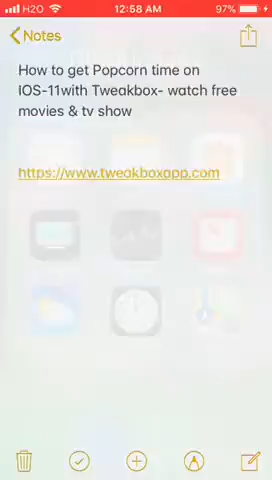 H2O 12:58 AM 97%
Notes
How to get Popcorn time on
IOS-11with Tweakbox- watch free
movies & tv show
https://www.tweakboxapp.com